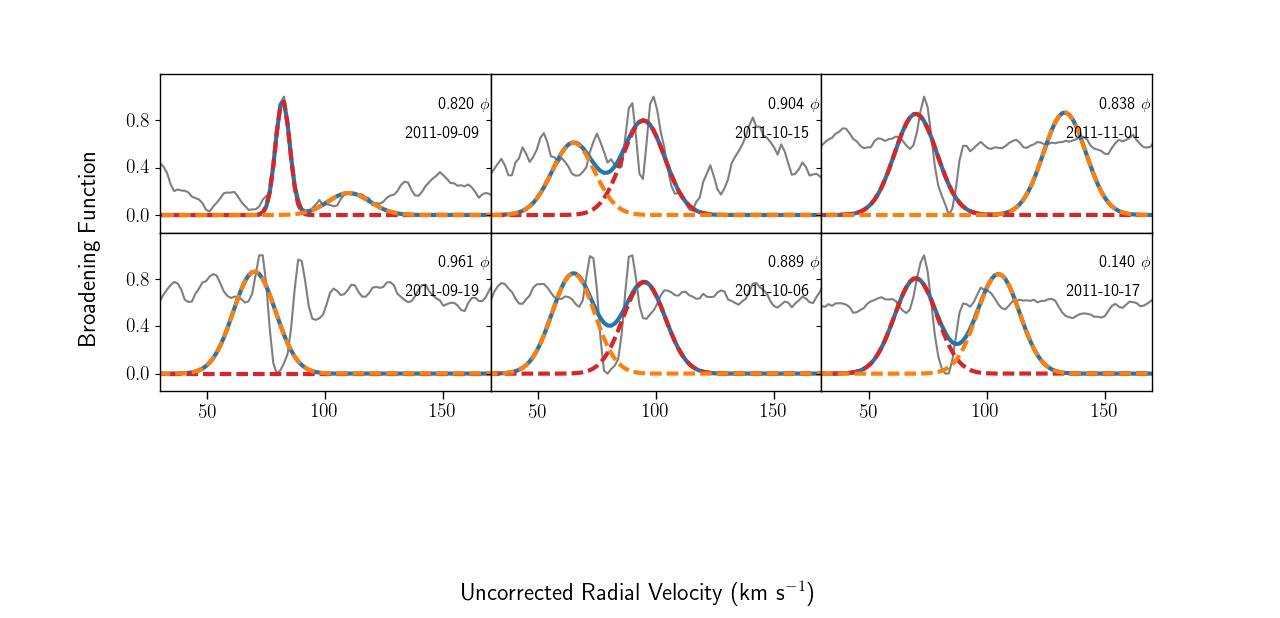 Broadening Function
0.8
0.4
0.0
0.820 ϕ
2011-09-09
0.904 ϕ
2011-10-15
0.838 ϕ
2011-11-01
0.8
0.4
0.0
0.961 ϕ
2011-09-19
0.889 ϕ
2011-10-06
0.140 ϕ
2011-10-17
50 100 150 50 100 150 50 100 150
Uncorrected Radial Velocity (km s⁻¹)